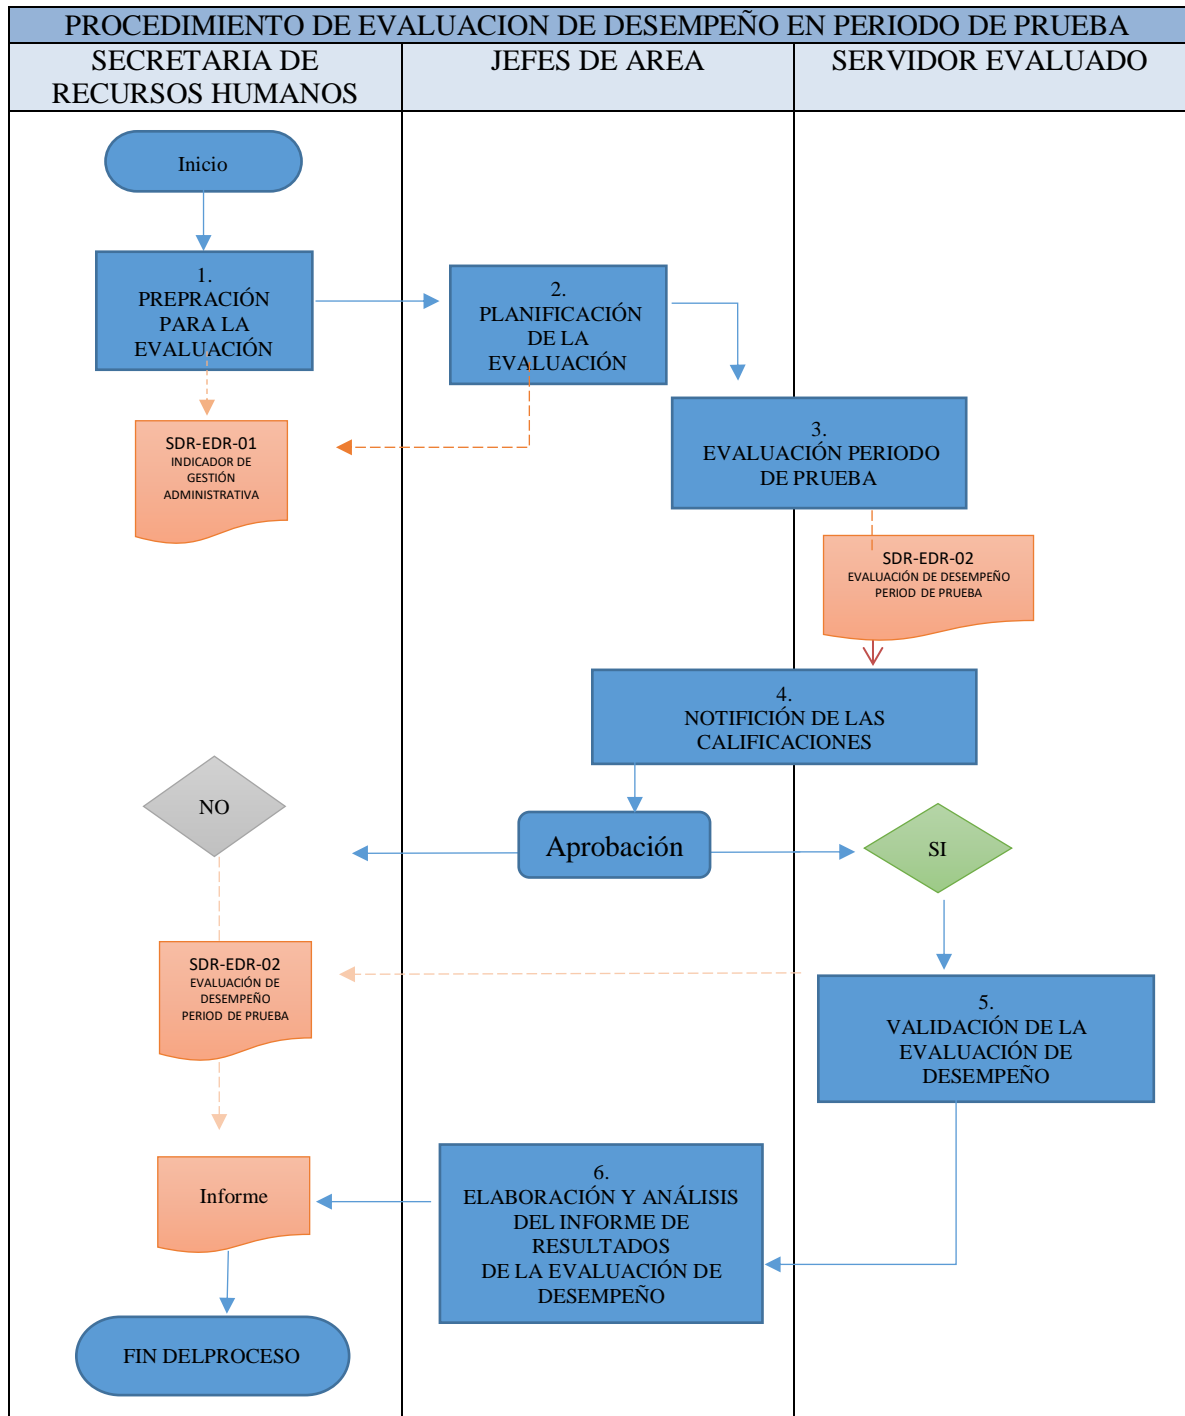 PROCEDIMIENTO DE EVALUACION DE DESEMPEÑO EN PERIODO DE PRUEBA
SECRETARIA DE
RECURSOS HUMANOS
JEFES DE AREA
SERVIDOR EVALUADO
Inicio
1.
PREPRACIÓN
PARA LA
EVALUACIÓN
2.
PLANIFICACIÓN
DE LA
EVALUACIÓN
SDR-EDR-01
INDICADOR DE
GESTIÓN
ADMINISTRATIVA
3.
EVALUACIÓN PERIODO
DE PRUEBA
SDR-EDR-02
EVALUACIÓN DE DESEMPEÑO
PERIOD DE PRUEBA
4.
NOTIFICIÓN DE LAS
CALIFICACIONES
NO
Aprobación
SI
SDR-EDR-02
EVALUACIÓN DE
DESEMPEÑO
PERIOD DE PRUEBA
5.
VALIDACIÓN DE LA
EVALUACIÓN DE
DESEMPEÑO
6.
ELABORACIÓN Y ANÁLISIS
DEL INFORME DE
RESULTADOS
DE LA EVALUACIÓN DE
DESEMPEÑO
Informe
FIN DELPROCESO